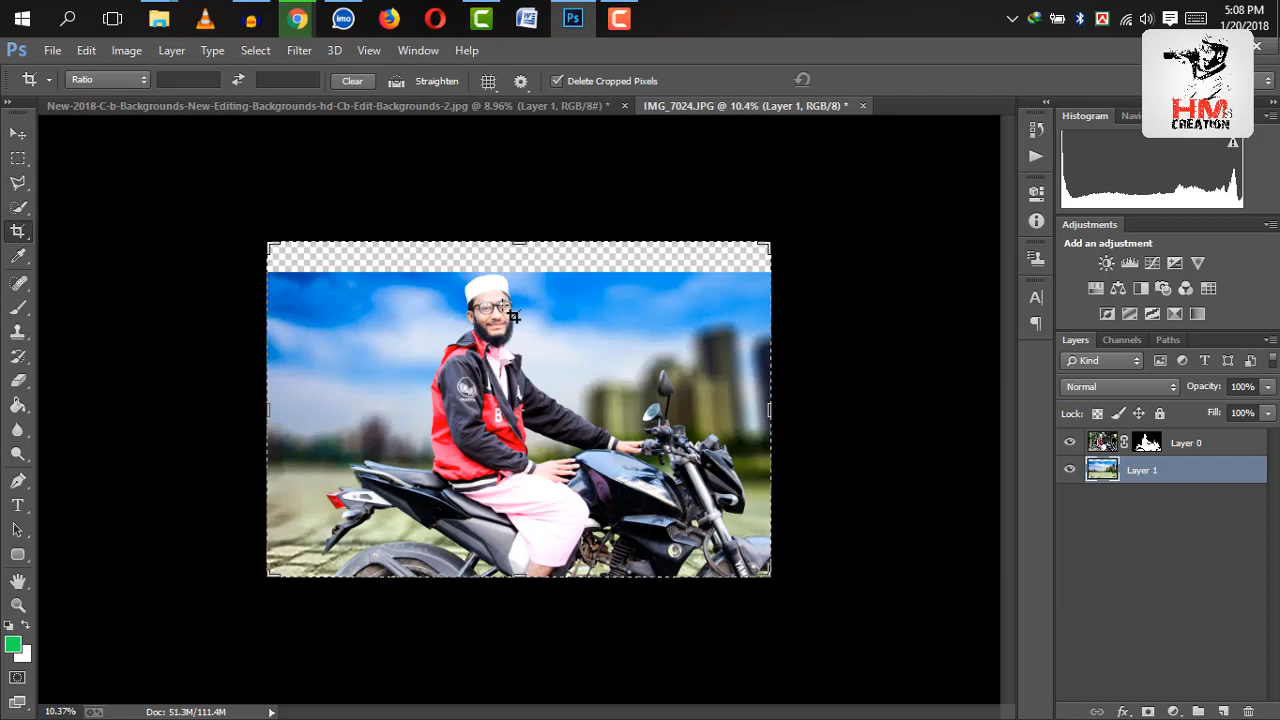 5:08 PM
imo
W
Ps
C
1/20/2018
HM
CREATION
Ps File Edit Image Layer Type Select Filter 3D View Window Help
Ratio Clear Straighten Delete Cropped Pixels
New-2018-C-b-Backgrounds-New-Editing-Backgrounds-hd-Cb-Edit-Backgrounds-2.jpg @ 8.96% (Layer 1, RGB/8#) * × IMG_7024.JPG @ 10.4% (Layer 1, RGB/8) * ×
Histogram
Adjustments
Add an adjustment
Layers Channels Paths
Kind
Normal Opacity: 100%
Lock: Fill: 100%
Layer 0
Layer 1
10.37% Doc: 51.3M/111.4M